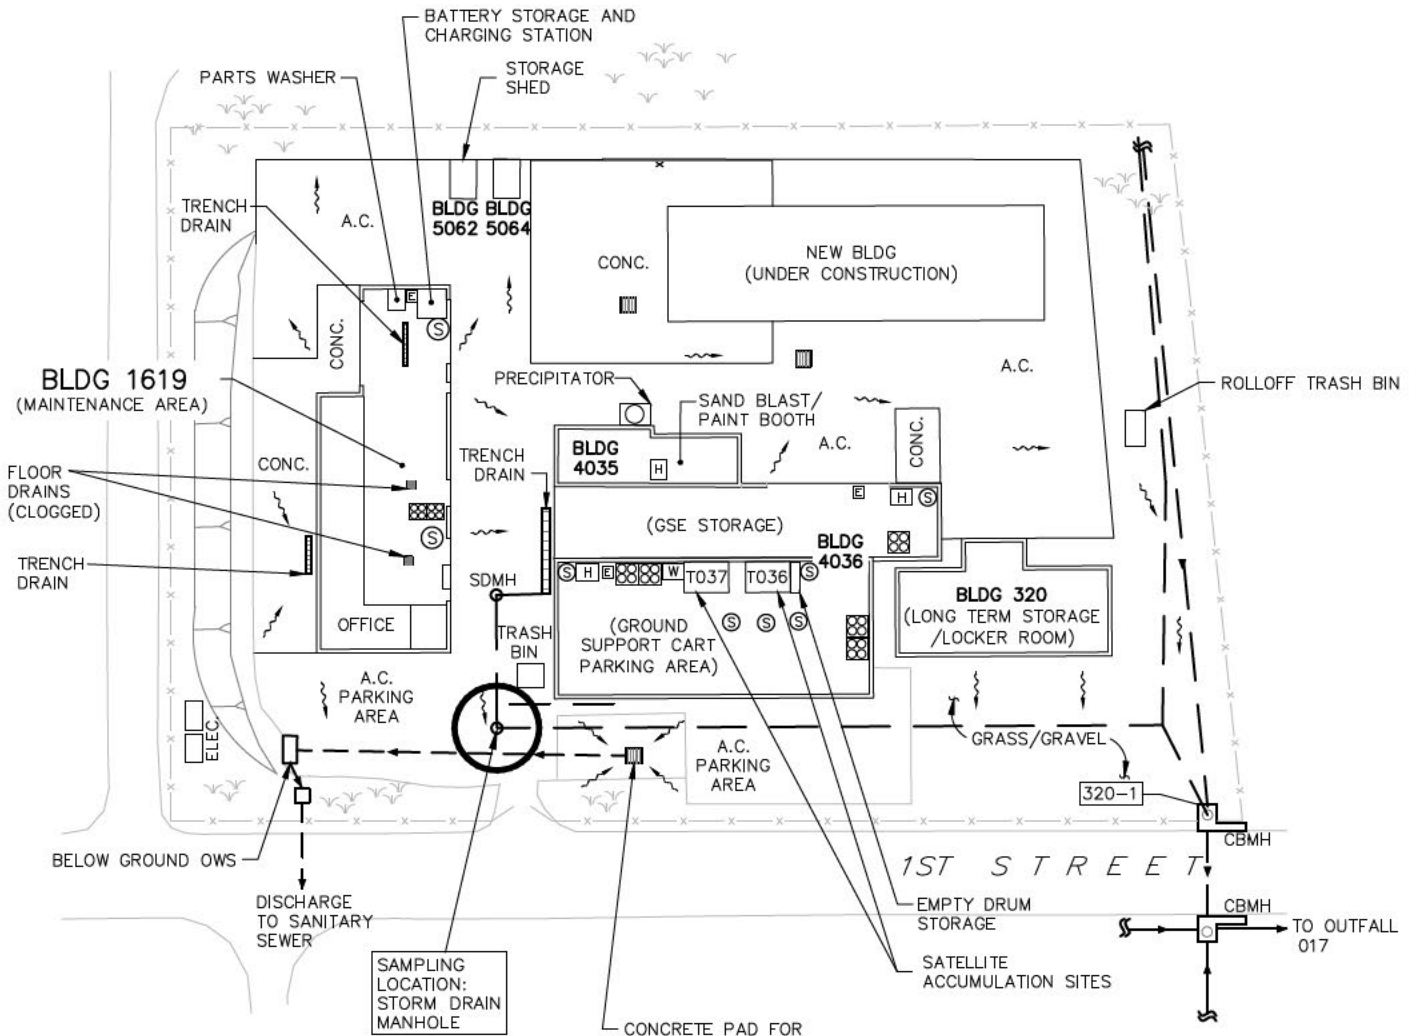 BATTERY STORAGE AND
CHARGING STATION
PARTS WASHER
STORAGE
SHED
TRENCH
DRAIN
A.C.
BLDG
5062
BLDG
5064
CONC.
NEW BLDG
(UNDER CONSTRUCTION)
E
S
CONC.
BLDG 1619
(MAINTENANCE AREA)
PRECIPITATOR
SAND BLAST/
PAINT BOOTH
A.C.
ROLLOFF TRASH BIN
A.C.
CONC.
FLOOR
DRAINS
(CLOGGED)
CONC.
TRENCH
DRAIN
BLDG
4035
H
E
H
S
(GSE STORAGE)
BLDG
4036
S
TRENCH
DRAIN
SDMH
S
H
E
W
T037
T036
S
BLDG 320
(LONG TERM STORAGE
/LOCKER ROOM)
OFFICE
TRASH
BIN
(GROUND
SUPPORT CART
PARKING AREA)
S
S
S
A.C.
PARKING
AREA
ELEC.
A.C.
PARKING
AREA
GRASS/GRAVEL
320-1
CBMH
BELOW GROUND OWS
1ST STREET
DISCHARGE
TO SANITARY
SEWER
EMPTY DRUM
STORAGE
CBMH
TO OUTFALL
017
SAMPLING
LOCATION:
STORM DRAIN
MANHOLE
SATELLITE
ACCUMULATION SITES
CONCRETE PAD FOR